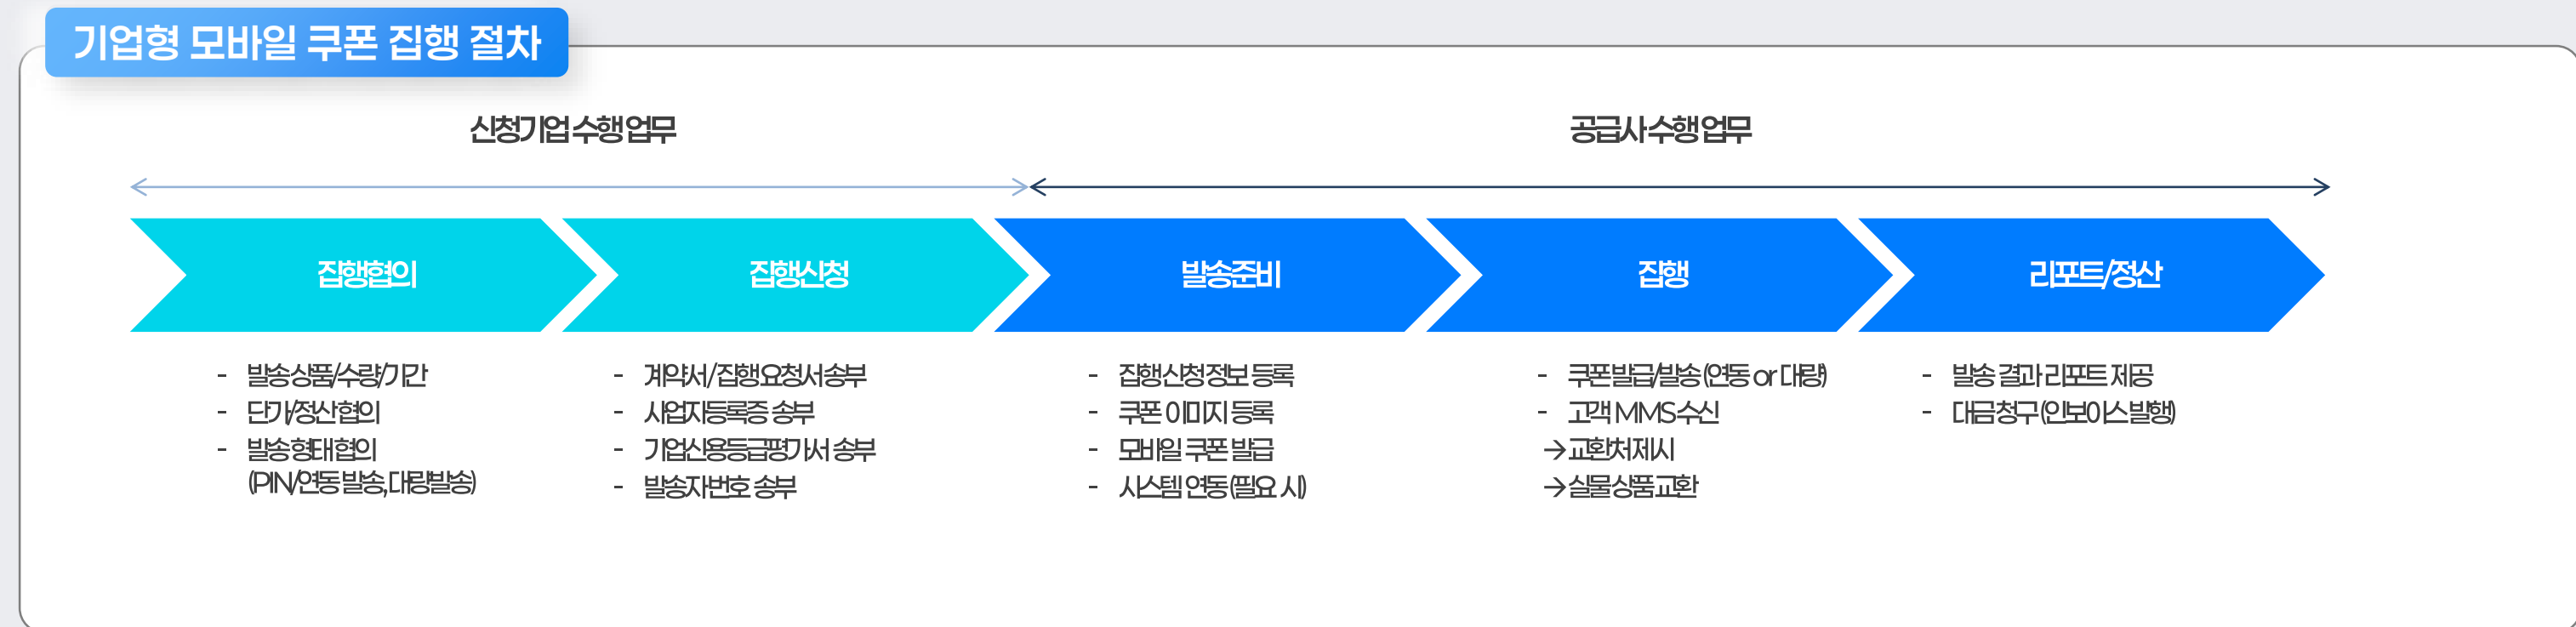 기업형 모바일 쿠폰 집행 절차
신청기업 수행 업무
공급사 수행 업무
집행협의
집행신청
발송준비
집행
리포트/정산
- 발송 상품/수량/기간
- 단가/정산 협의
- 발송 형태 협의
(PIN/연동 발송, 대량발송)
- 계약서 / 집행 요청서 송부
- 사업자등록증 송부
- 기업신용등급평가서 송부
- 발송자 번호 송부
- 집행 신청 정보 등록
- 쿠폰 이미지 등록
- 모바일 쿠폰 발급
- 시스템 연동 (필요 시)
- 쿠폰 발급/발송 (연동 or 대량)
- 고객 MMS 수신
→ 교환처 제시
→ 실물 상품 교환
- 발송 결과 리포트 제공
- 대금 청구 (인보이스 발행)